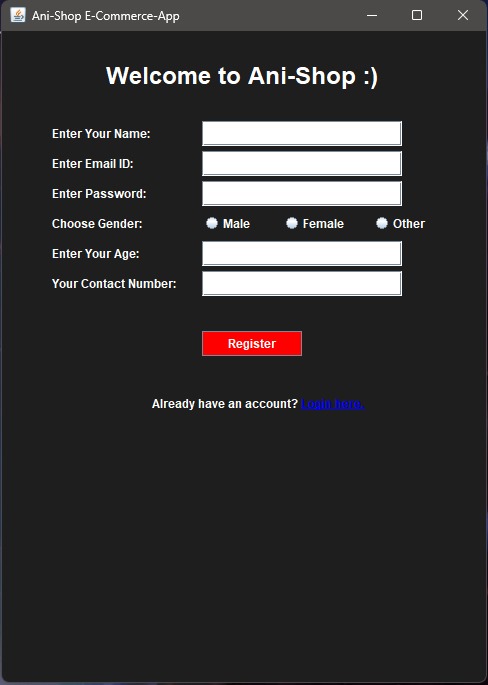 Ani-Shop E-Commerce-App
Welcome to Ani-Shop :)
Enter Your Name:
Enter Email ID:
Enter Password:
Choose Gender: Male Female Other
Enter Your Age:
Your Contact Number:
Register
Already have an account? Login here.